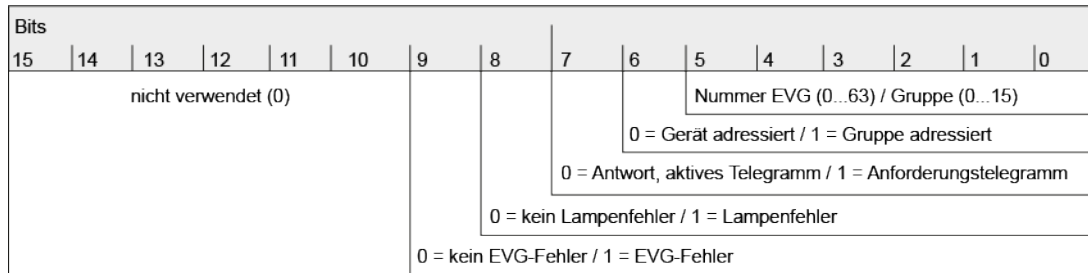 Bits
15 14 13 12 11 10 9 8 7 6 5 4 3 2 1 0
nicht verwendet (0)
Nummer EVG (0...63) / Gruppe (0...15)
0 = Gerät adressiert / 1 = Gruppe adressiert
0 = Antwort, aktives Telegramm / 1 = Anforderungstelegramm
0 = kein Lampenfehler / 1 = Lampenfehler
0 = kein EVG-Fehler / 1 = EVG-Fehler